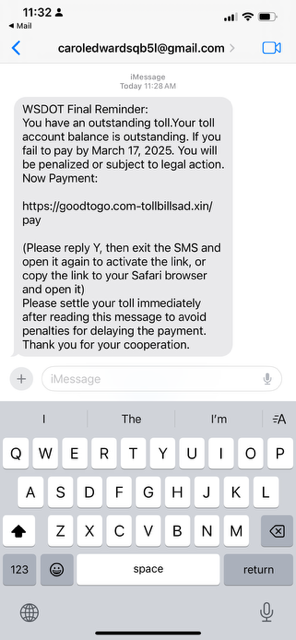 11:32
Mail
caroledwardsqb5l@gmail.com
iMessage
Today 11:28 AM
WSDOT Final Reminder:
You have an outstanding toll.Your toll
account balance is outstanding. If you
fail to pay by March 17, 2025. You will
be penalized or subject to legal action.
Now Payment:
https://goodtogo.com-tollbillsad.xin/
pay
(Please reply Y, then exit the SMS and
open it again to activate the link, or
copy the link to your Safari browser
and open it)
Please settle your toll immediately
after reading this message to avoid
penalties for delaying the payment.
Thank you for your cooperation.
iMessage
I The I'm
Q W E R T Y U I O P
A S D F G H J K L
Z X C V B N M
123 space return